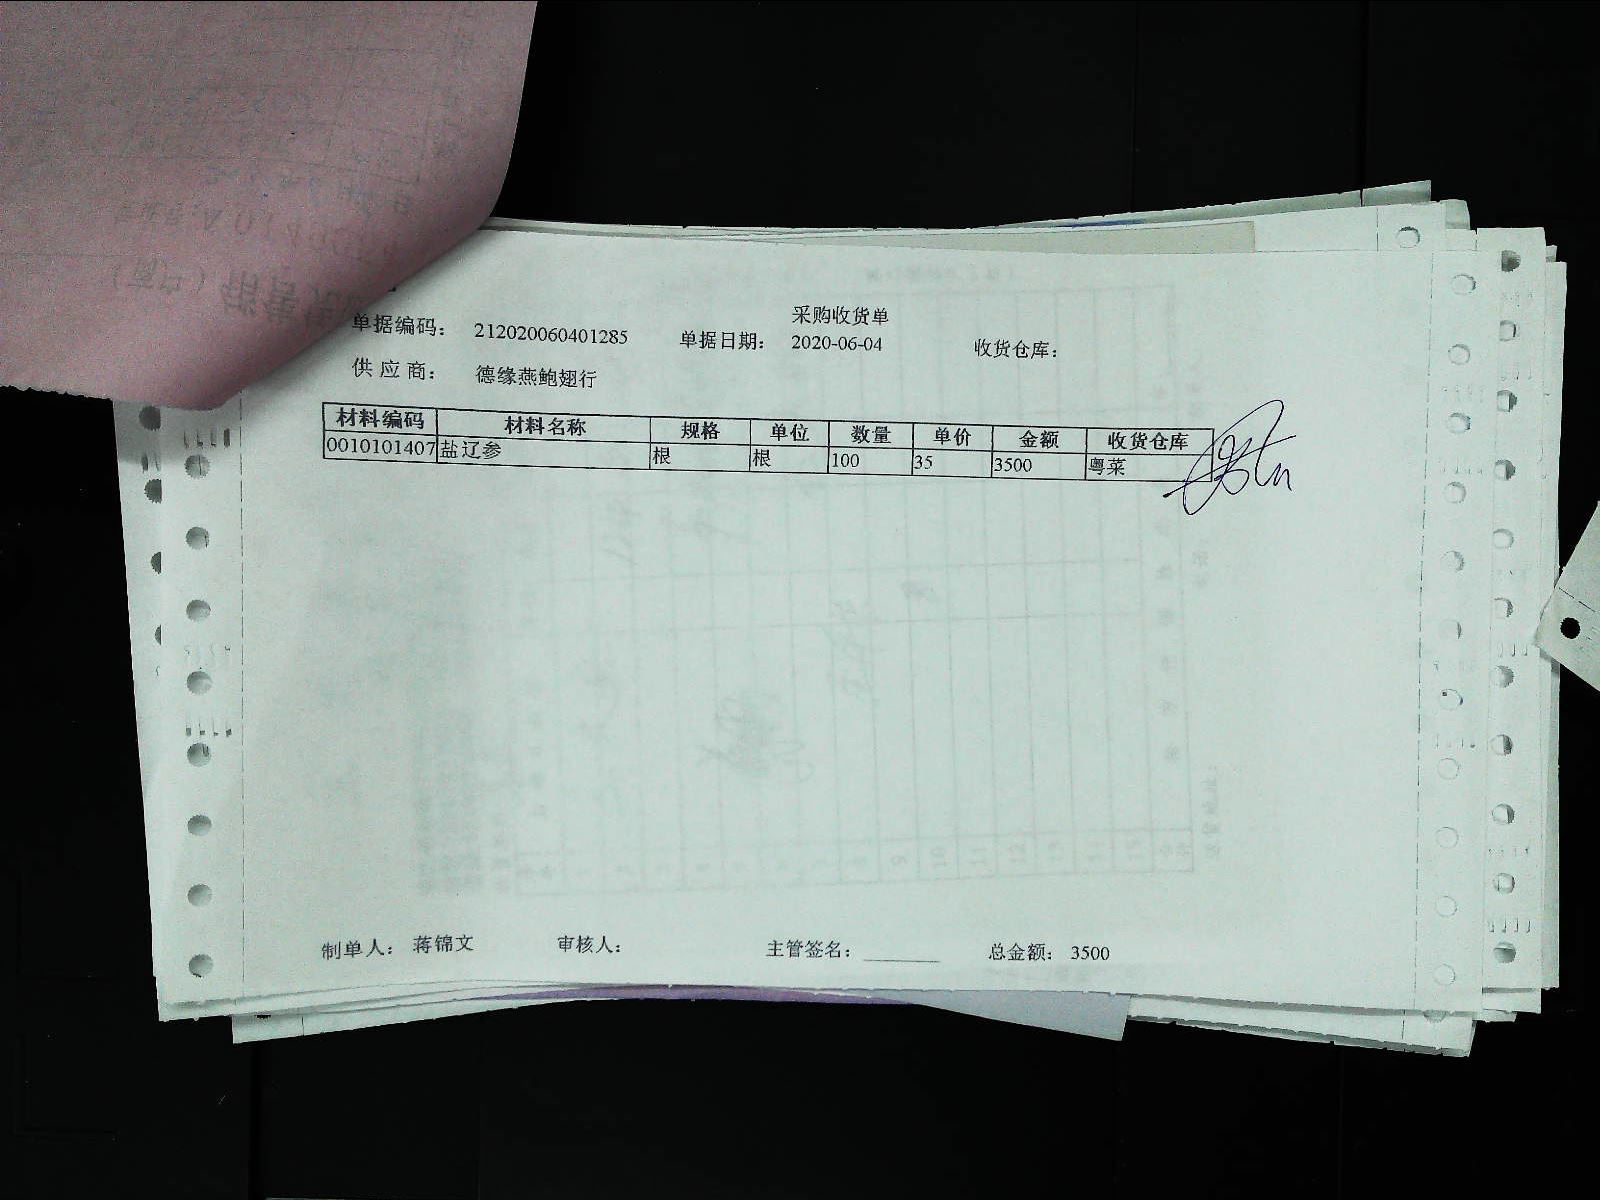 采购收货单
单据编码： 212020060401285 单据日期： 2020-06-04 收货仓库：
供应商： 德缘燕鲍翅行
材料编码 材料名称 规格 单位 数量 单价 金额 收货仓库
0010101407 盐辽参 根 根 100 35 3500 粤菜
制单人： 蒋锦文 审核人： 主管签名： 总金额： 3500